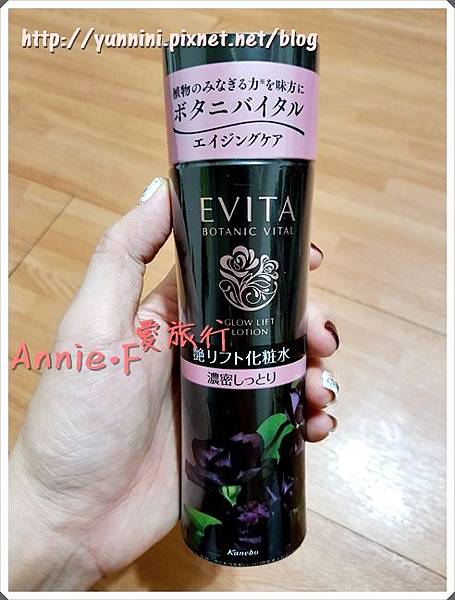 http://yunnini.pixnet.net/blog
植物のみなぎる力※を味方に
ボタニバイタル
エイジングケア
EVITA
BOTANIC VITAL
GLOW LIFT
LOTION
艶リフト化粧水
濃密しっとり
Annie.F愛旅行
Kanebo